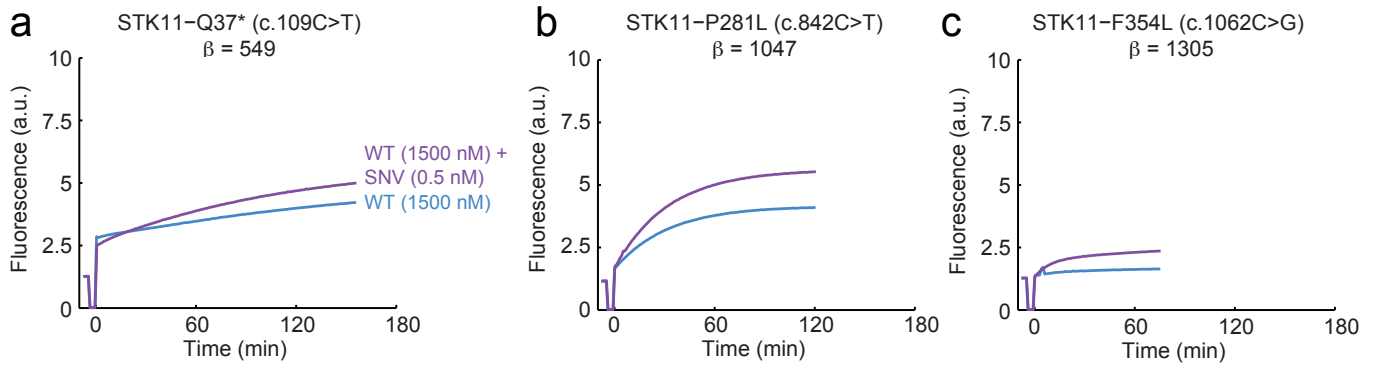 a
STK11−Q37* (c.109C>T)
β = 549
10
7.5
5
2.5
0
Fluorescence (a.u.)
WT (1500 nM) +
SNV (0.5 nM)
WT (1500 nM)
0 60 120 180
Time (min)
b
STK11−P281L (c.842C>T)
β = 1047
10
7.5
5
2.5
0
Fluorescence (a.u.)
0 60 120 180
Time (min)
c
STK11−F354L (c.1062C>G)
β = 1305
10
7.5
5
2.5
0
Fluorescence (a.u.)
0 60 120 180
Time (min)